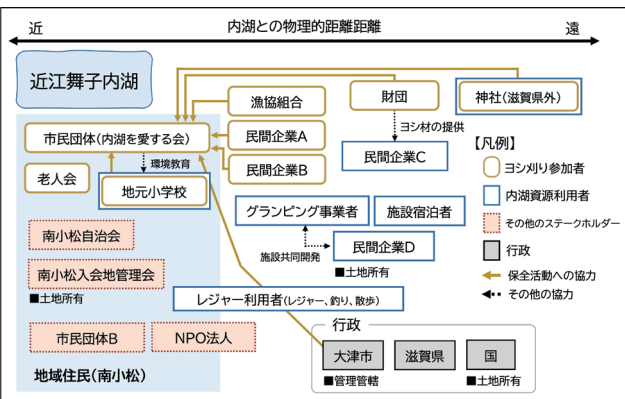 近
内湖との物理的距離距離
遠
近江舞子内湖
漁協組合
財団
神社(滋賀県外)
市民団体(内湖を愛する会)
民間企業A
ヨシ材の提供
【凡例】
環境教育
民間企業B
民間企業C
ヨシ刈り参加者
老人会
地元小学校
内湖資源利用者
グランピング事業者
施設宿泊者
その他のステークホルダー
南小松自治会
行政
施設共同開発
民間企業D
南小松入会地管理会
■土地所有
保全活動への協力
■土地所有
その他の協力
レジャー利用者(レジャー、釣り、散歩)
行政
市民団体B
NPO法人
大津市
滋賀県
国
地域住民(南小松)
■管理管轄
■土地所有